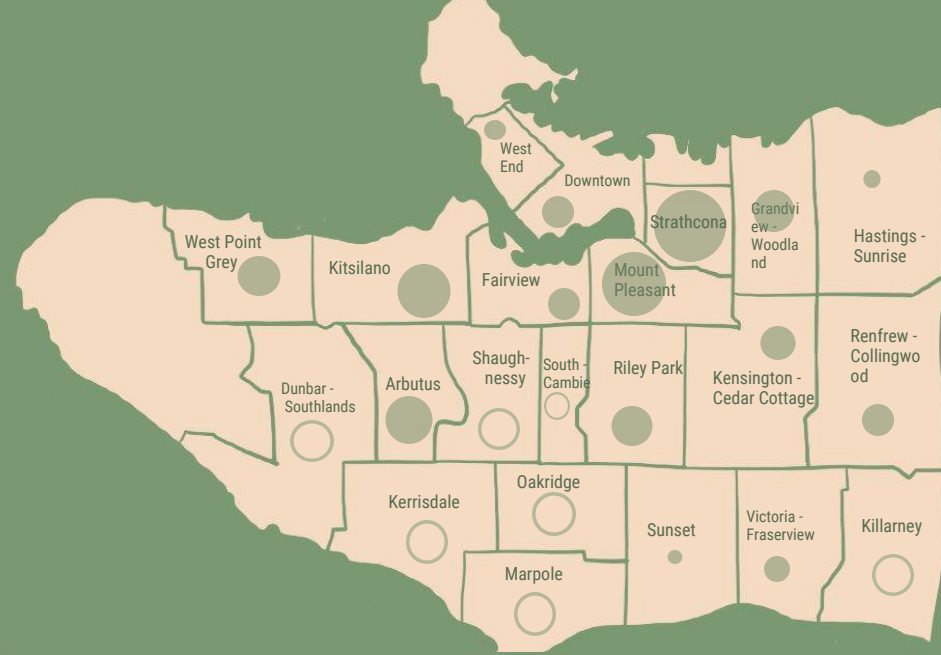 West
End
Downtown
Strathcona
Grandvi
ew -
Woodla
nd
Hastings -
Sunrise
West Point
Grey
Kitsilano
Fairview
Mount
Pleasant
Dunbar -
Southlands
Arbutus
Shaugh-
nessy
South -
Cambie
Riley Park
Kensington -
Cedar Cottage
Renfrew -
Collingwo
od
Kerrisdale
Oakridge
Sunset
Victoria -
Fraserview
Killarney
Marpole